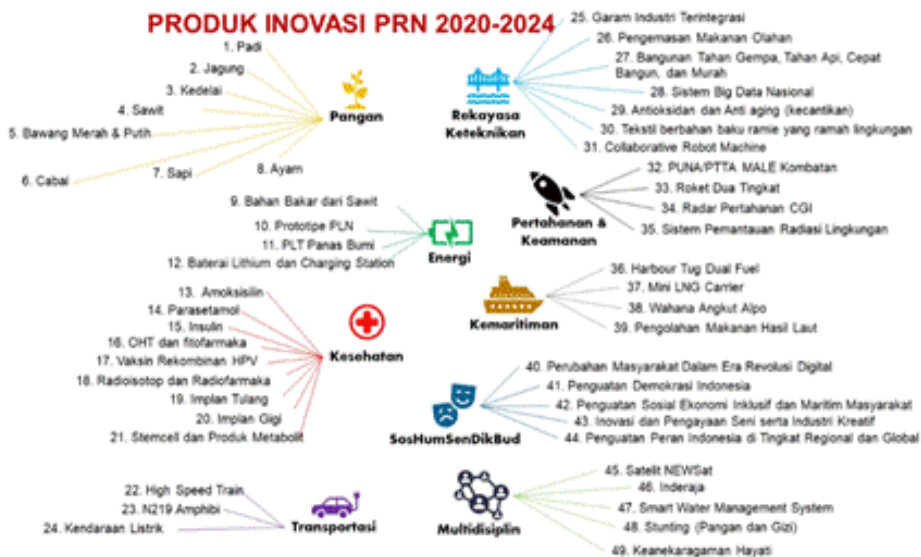 PRODUK INOVASI PRN 2020-2024
1. Padi
2. Jagung
3. Kedelai
4. Sawit
5. Bawang Merah & Putih
6. Cabai
7. Sapi
8. Ayam
Pangan
9. Bahan Bakar dari Sawit
10. Prototipe PLN
11. PLT Panas Bumi
12. Baterai Lithium dan Charging Station
Energi
13. Amoksisilin
14. Parasetamol
15. Insulin
16. OHT dan fitofarmaka
17. Vaksin Rekombinan HPV
18. Radioisotop dan Radiofarmaka
19. Implan Tulang
20. Implan Gigi
21. Stemcell dan Produk Metabolit
Kesehatan
22. High Speed Train
23. N219 Amphibi
24. Kendaraan Listrik
Transportasi
25. Garam Industri Terintegrasi
26. Pengemasan Makanan Olahan
27. Bangunan Tahan Gempa, Tahan Api, Cepat
Bangun, dan Murah
28. Sistem Big Data Nasional
29. Antioksidan dan Anti aging (kecantikan)
30. Tekstil berbahan baku ramie yang ramah lingkungan
31. Collaborative Robot Machine
Rekayasa
Keteknikan
32. PUNA/PTTA MALE Kombatan
33. Roket Dua Tingkat
34. Radar Pertahanan CGI
35. Sistem Pemantauan Radiasi Lingkungan
Pertahanan &
Keamanan
36. Harbour Tug Dual Fuel
37. Mini LNG Carrier
38. Wahana Angkut Alpo
39. Pengolahan Makanan Hasil Laut
Kemaritiman
40. Perubahan Masyarakat Dalam Era Revolusi Digital
41. Penguatan Demokrasi Indonesia
42. Penguatan Sosial Ekonomi Inklusif dan Maritim Masyarakat
43. Inovasi dan Pengayaan Seni serta Industri Kreatif
44. Penguatan Peran Indonesia di Tingkat Regional dan Global
SosHumSenDikBud
45. Satelit NEWSat
46. Inderaja
47. Smart Water Management System
48. Stunting (Pangan dan Gizi)
49. Keanekaragaman Hayati
Multidisiplin